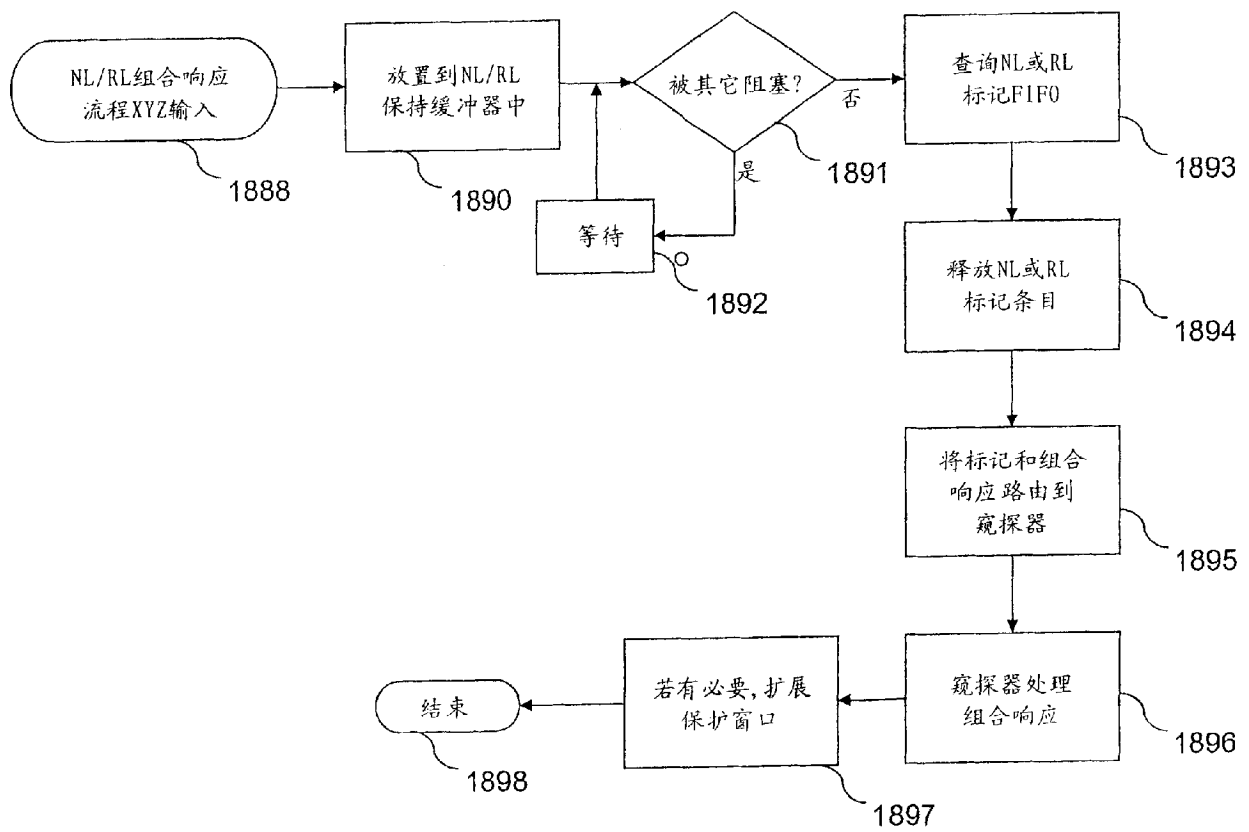 NL/RL组合响应
流程XYZ输入
1888
放置到NL/RL
保持缓冲器中
1890
被其它阻塞?
1891
否
是
等待
1892
查询NL或RL
标记FIFO
1893
释放NL或RL
标记条目
1894
将标记和组合
响应路由到
窥探器
1895
窥探器处理
组合响应
1896
若有必要,扩展
保护窗口
1897
结束
1898